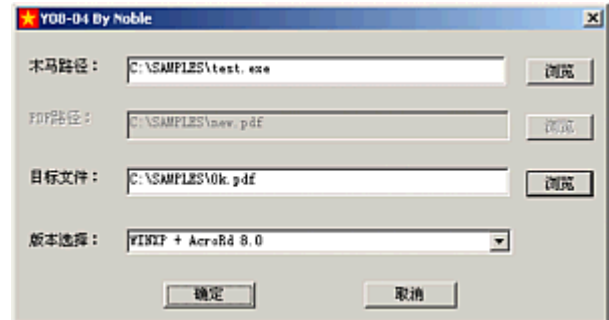 Y08-04 By Noble
木马路径： C:\SAMPLES\test.exe 浏览
PDF路径： C:\SAMPLES\new.pdf 浏览
目标文件： C:\SAMPLES\Ok.pdf 浏览
版本选择： WINXP + AcroRd 8.0
确定 取消